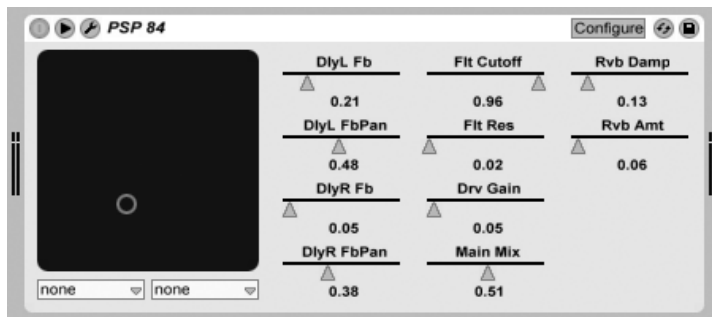 PSP 84 Configure
DlyL Fb Flt Cutoff Rvb Damp
0.21 0.96 0.13
DlyL FbPan Flt Res Rvb Amt
0.48 0.02 0.06
DlyR Fb Drv Gain
0.05 0.05
DlyR FbPan Main Mix
none none 0.38 0.51